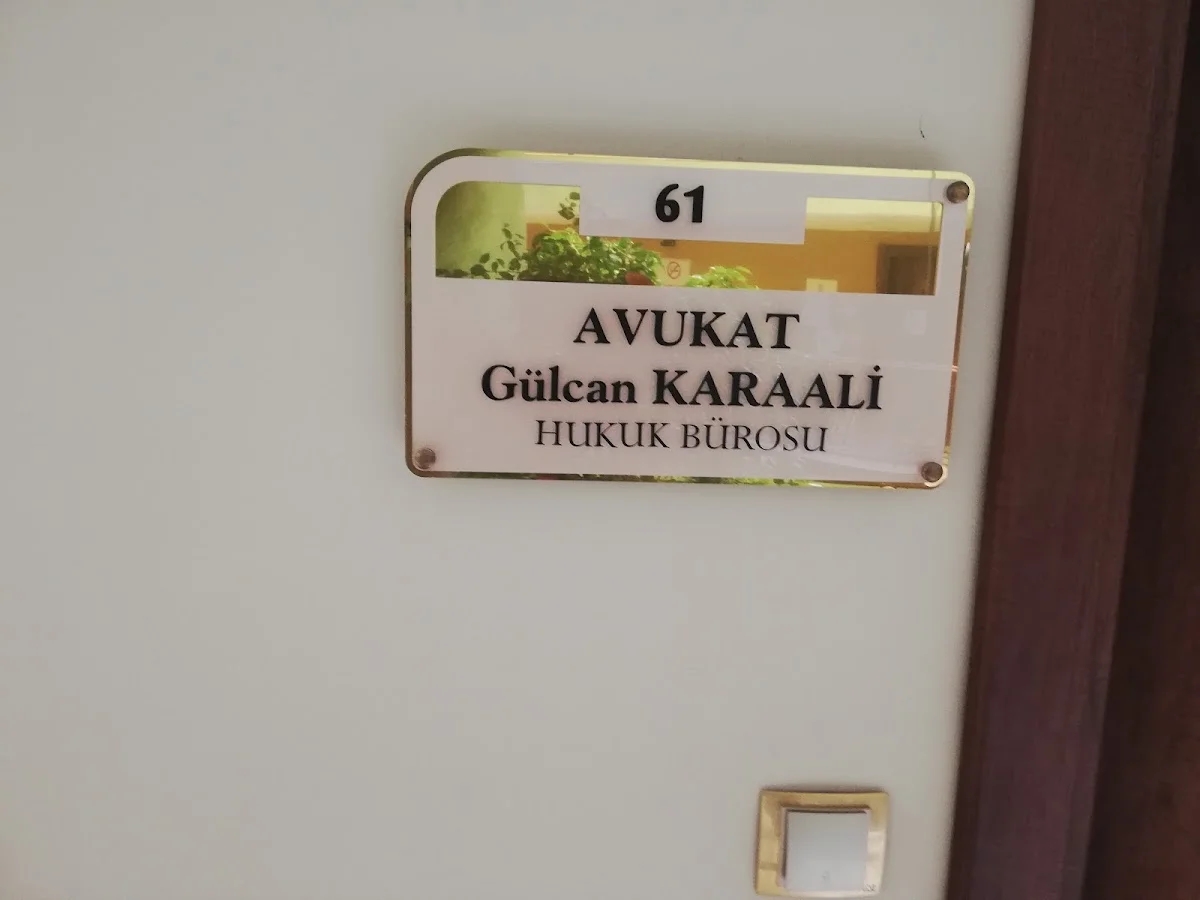 61
AVUKAT
Gülcan KARAALİ
HUKUK BÜROSU